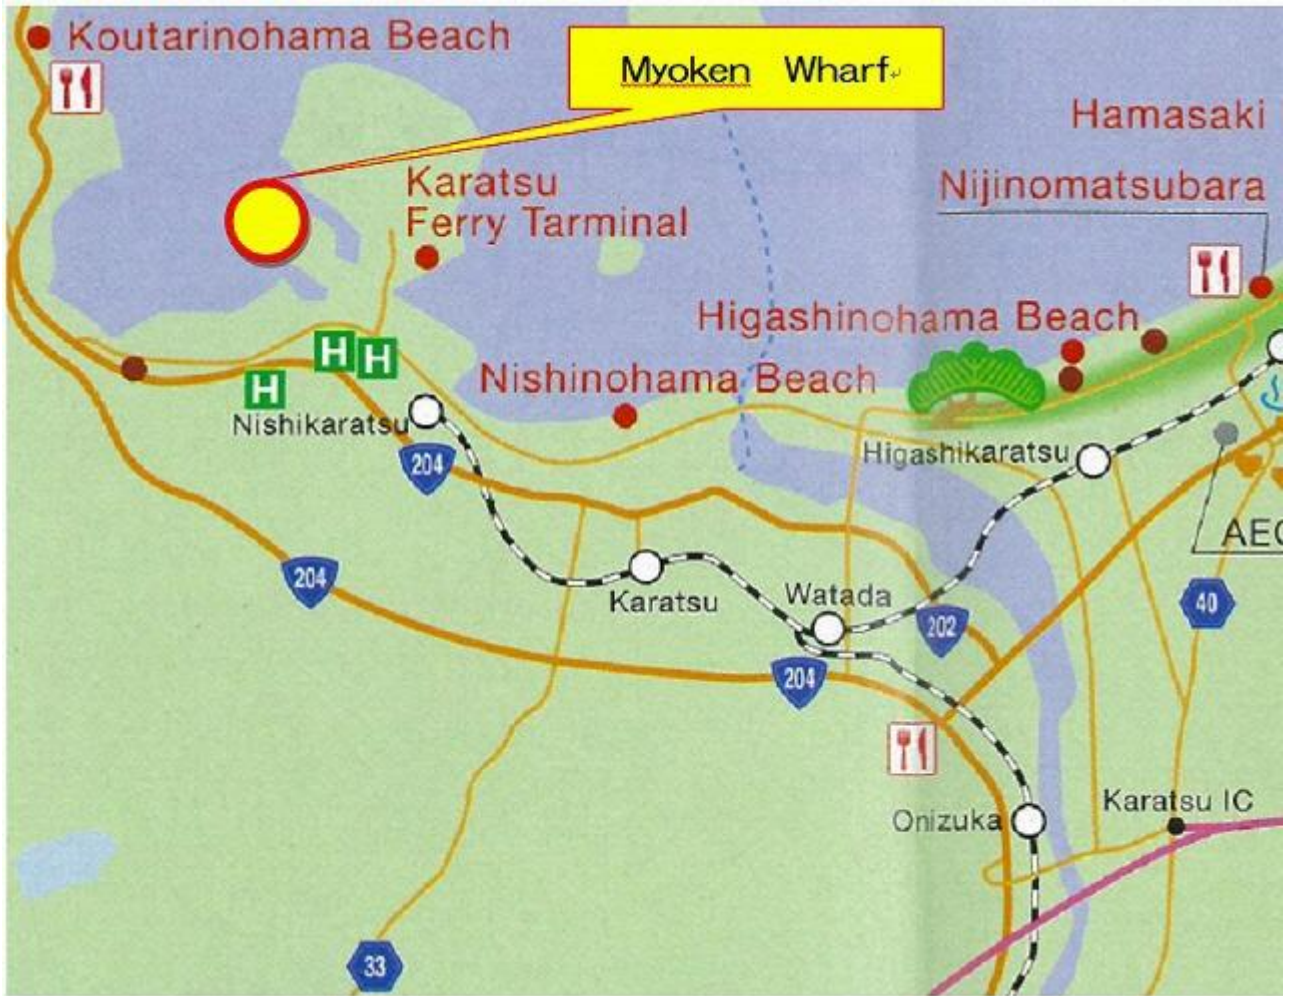 Koutarinohama Beach
Myoken Wharf
Hamasaki
Karatsu
Ferry Tarminal
Nijinomatsubara
Higashinohama Beach
H
H
H
Nishinohama Beach
Nishikaratsu
204
Higashikaratsu
AEO
204
Karatsu
Watada
40
202
204
Karatsu IC
Onizuka
33